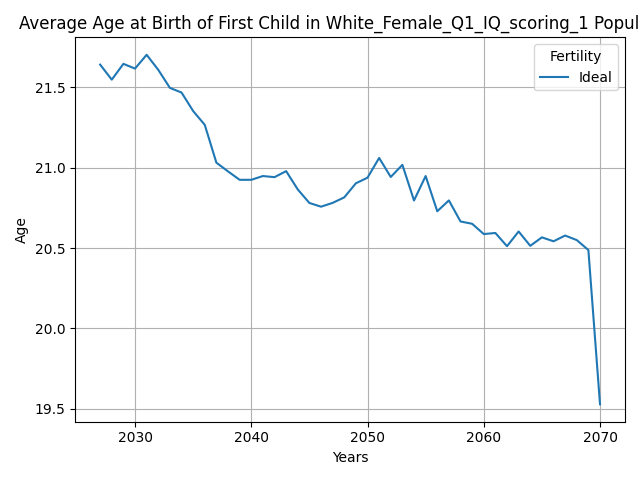 Average Age at Birth of First Child in White_Female_Q1_IQ_scoring_1 Popul
Fertility
Ideal
21.5
21.0
20.5
20.0
19.5
Age
2030 2040 2050 2060 2070
Years